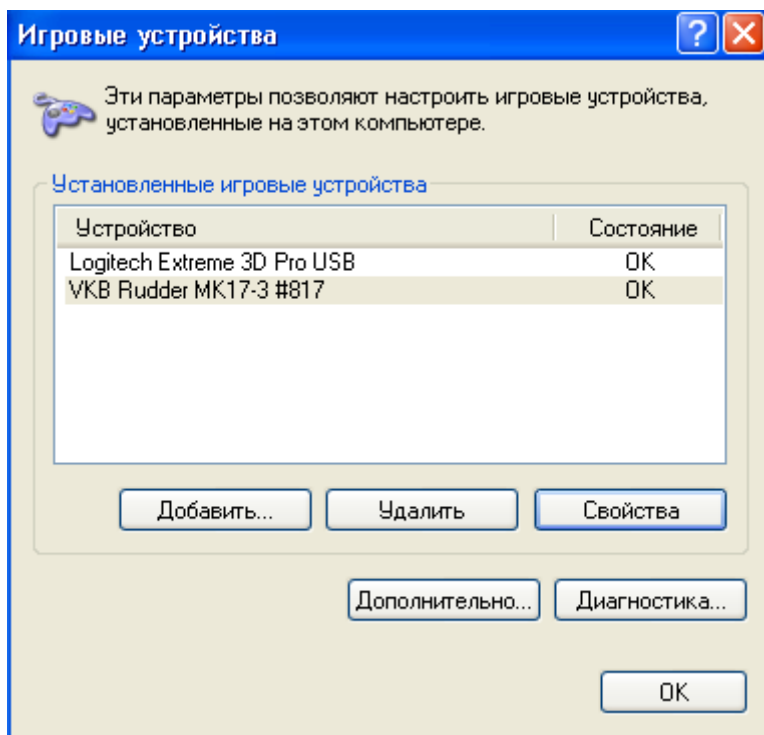 Игровые устройства
Эти параметры позволяют настроить игровые устройства,
установленные на этом компьютере.
Установленные игровые устройства
Устройство Состояние
Logitech Extreme 3D Pro USB OK
VKB Rudder MK17-3 #817 OK
Добавить... Удалить Свойства
Дополнительно... Диагностика...
OK